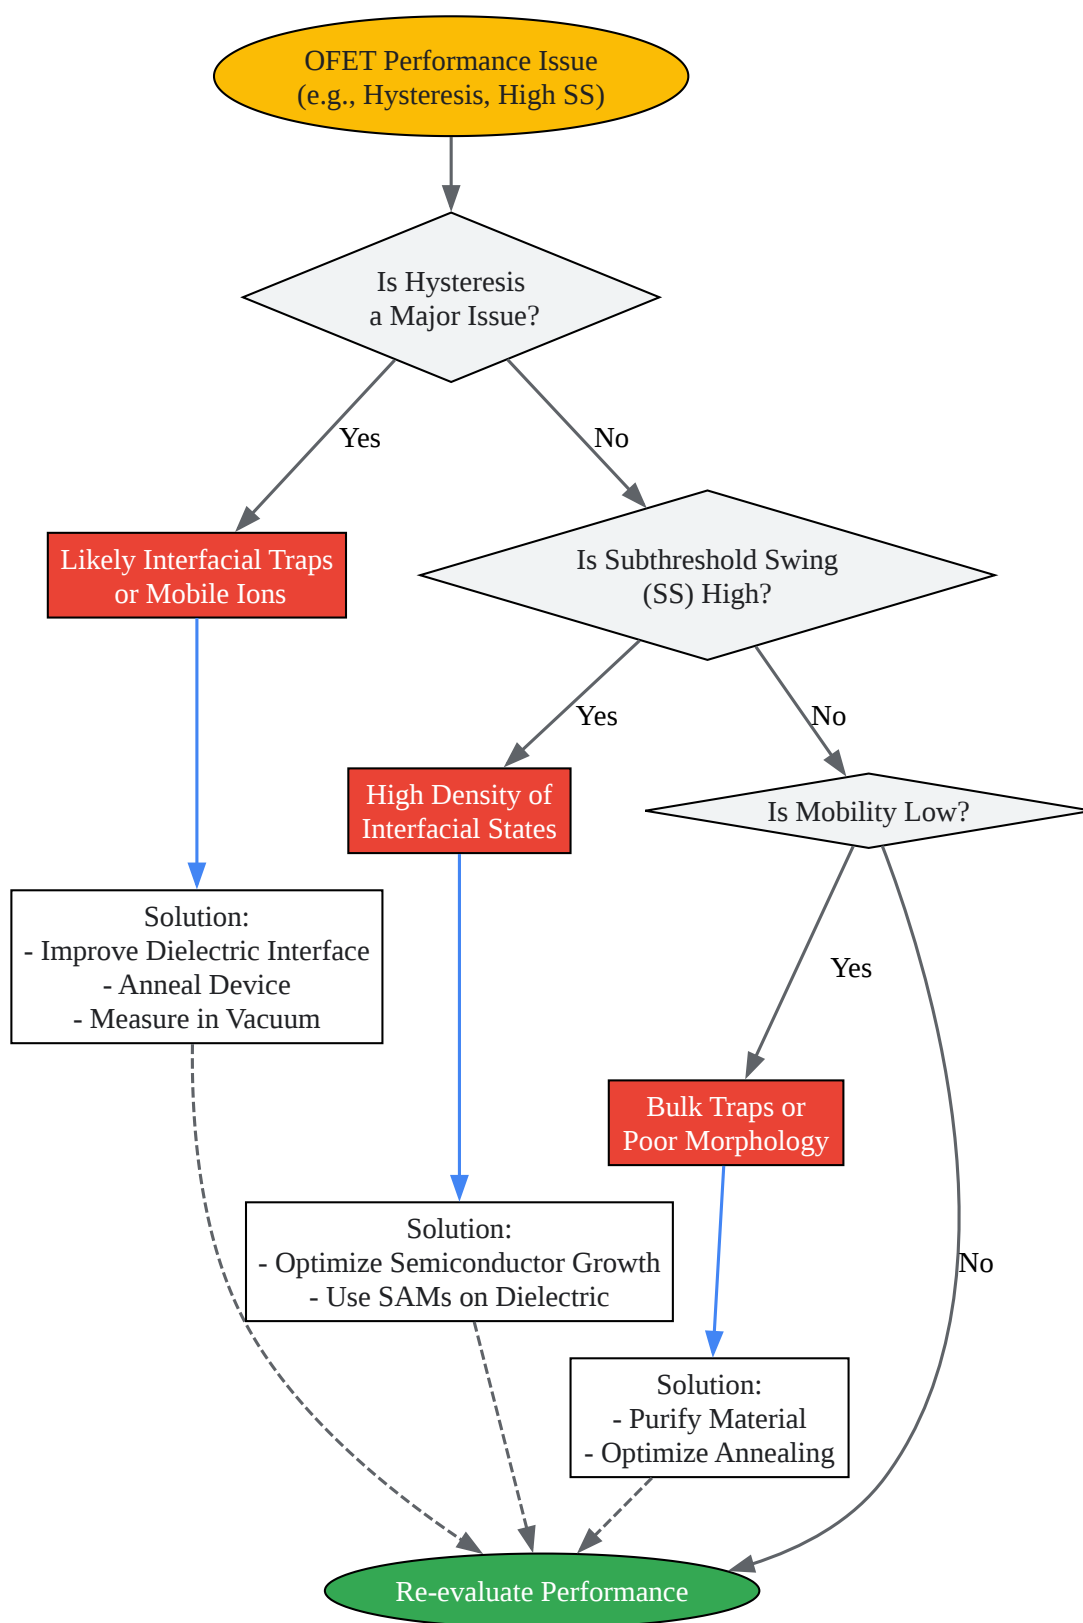 OFET Performance Issue
(e.g., Hysteresis, High SS)
Is Hysteresis
a Major Issue?
Yes
No
Likely Interfacial Traps
or Mobile Ions
Is Subthreshold Swing
(SS) High?
Yes
No
High Density of
Interfacial States
Is Mobility Low?
Solution:
- Improve Dielectric Interface
- Anneal Device
- Measure in Vacuum
Yes
Bulk Traps or
Poor Morphology
Solution:
- Optimize Semiconductor Growth
- Use SAMs on Dielectric
No
Solution:
- Purify Material
- Optimize Annealing
Re-evaluate Performance